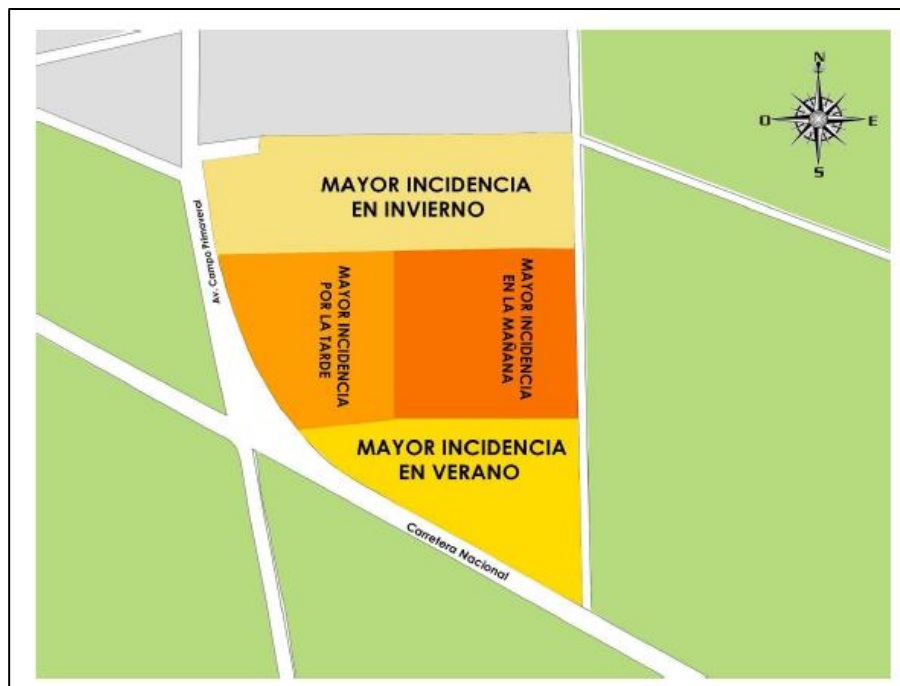 N
O
E
S
MAYOR INCIDENCIA
EN INVIERNO
Av. Campo Primaveral
MAYOR INCIDENCIA
POR LA TARDE
MAYOR INCIDENCIA
EN LA MAÑANA
MAYOR INCIDENCIA
EN VERANO
Carretera Nacional